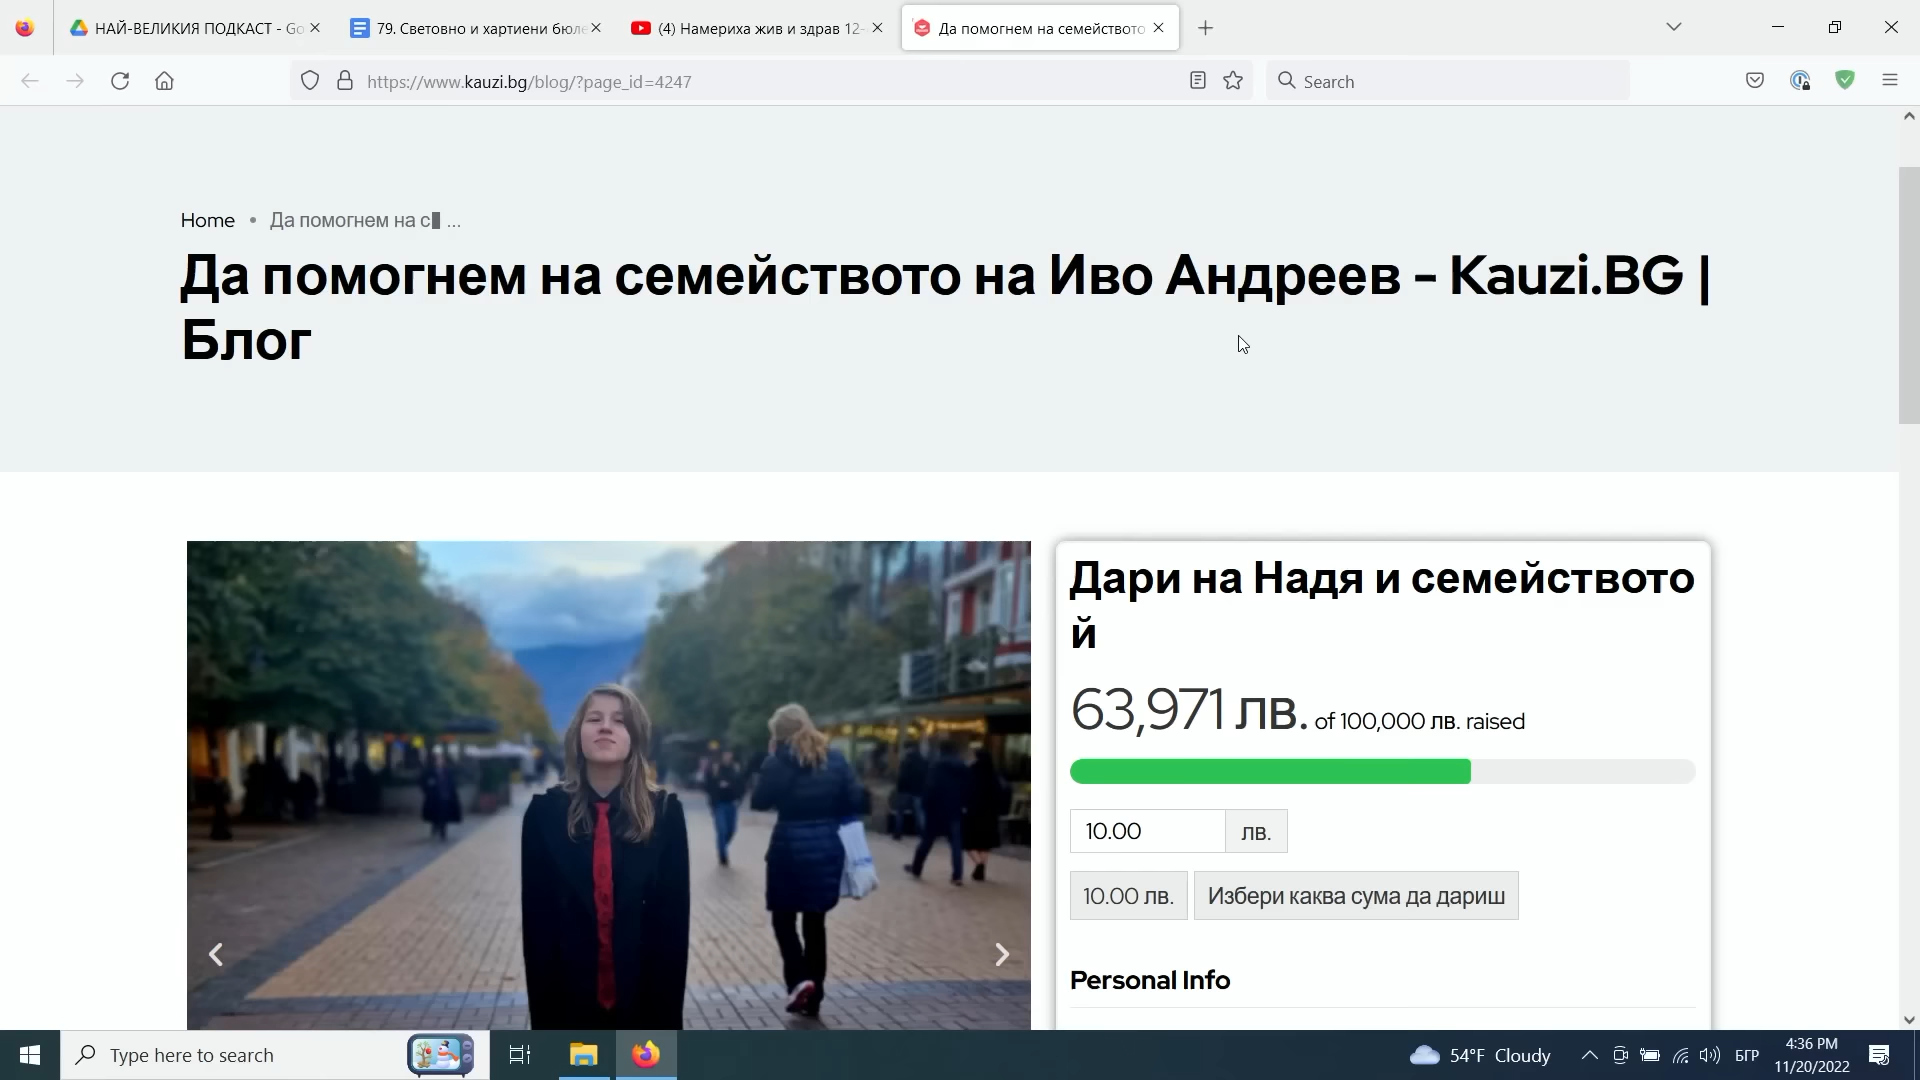 НАЙ-ВЕЛИКИЯ ПОДКАСТ - Go
79. Световно и хартиени бюле
(4) Намериха жив и здрав 12-
Да помогнем на семейството
https://www.kauzi.bg/blog/?page_id=4247
Search
Home • Да помогнем на с ...
Да помогнем на семейството на Иво Андреев - Kauzi.BG |
Блог
Дари на Надя и семейството
й
63,971 лв. of 100,000 лв. raised
10.00 лв.
10.00 лв. Избери каква сума да дариш
Personal Info
Type here to search
54°F Cloudy
БГР
4:36 PM
11/20/2022